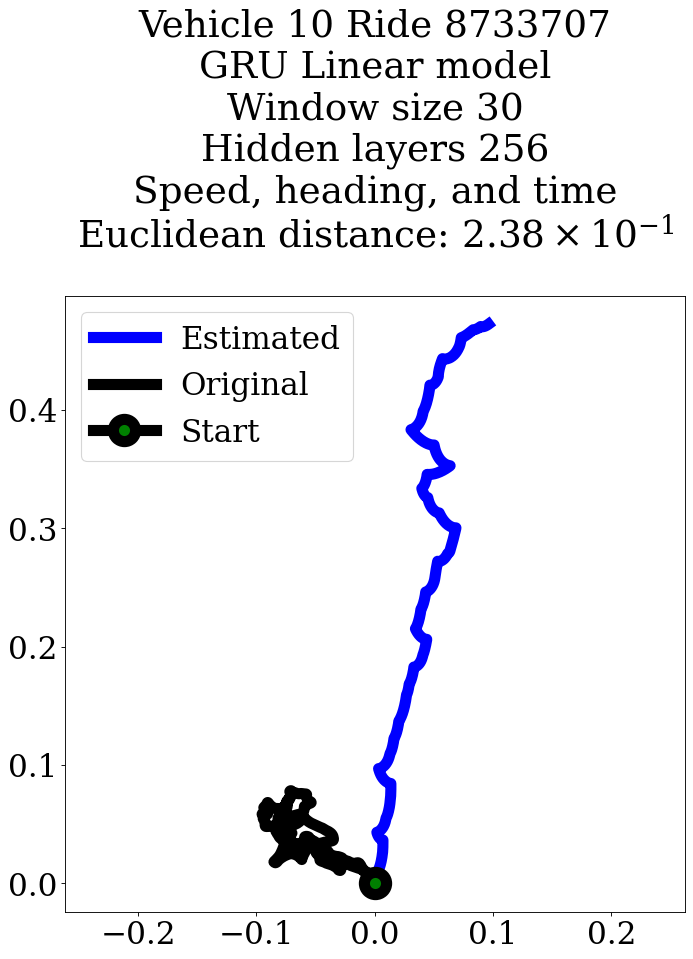 Vehicle 10 Ride 8733707
GRU Linear model
Window size 30
Hidden layers 256
Speed, heading, and time
Euclidean distance: 2.38 × 10⁻¹
Estimated
Original
Start
0.4
0.3
0.2
0.1
0.0
−0.2 −0.1 0.0 0.1 0.2